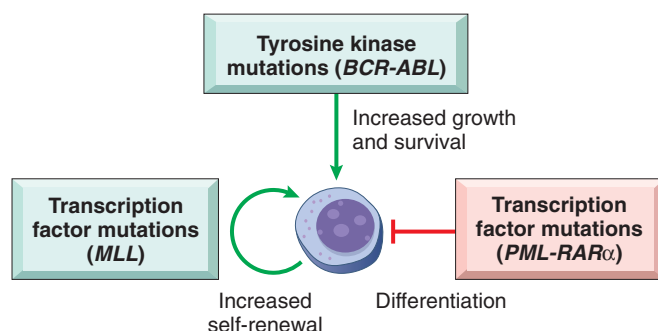 Tyrosine kinase
mutations (BCR-ABL)
Increased growth
and survival
Transcription
factor mutations
(MLL)
Transcription
factor mutations
(PML-RARα)
Increased
self-renewal
Differentiation